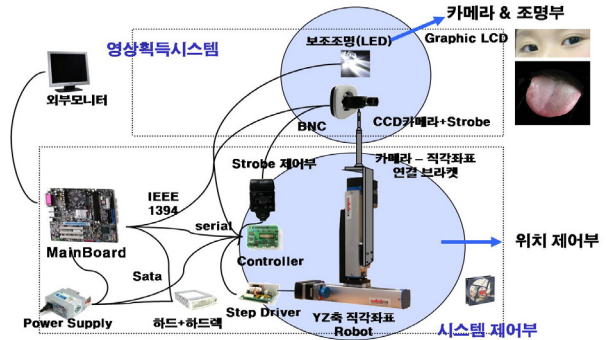 카메라 & 조명부
보조조명(LED)
Graphic LCD
영상획득시스템
외부모니터
BNC
CCD카메라+Strobe
Strobe 제어부
카메라 – 직각좌표
연결 브라켓
IEEE
1394
serial
위치 제어부
MainBoard
Controller
Sata
Power Supply
하드+하드랙
Step Driver
YZ축 직각좌표
Robot
시스템 제어부